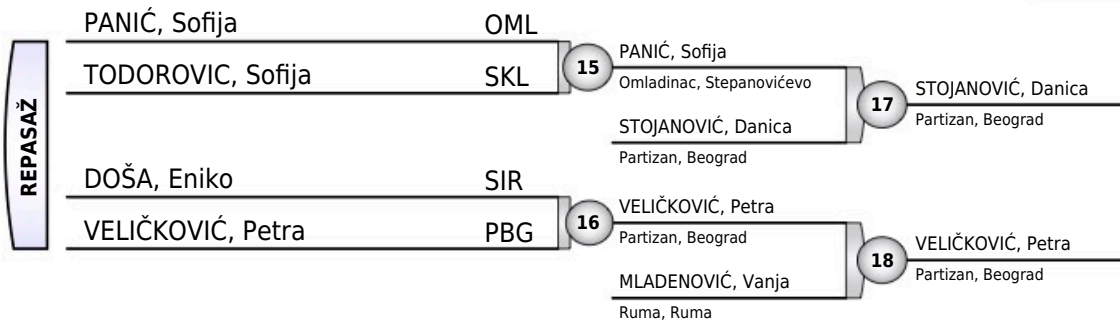 REPASAŽ
PANIĆ, Sofija OML
TODOROVIC, Sofija SKL
15
PANIĆ, Sofija
Omladinac, Stepanovićevo
STOJANOVIĆ, Danica
Partizan, Beograd
17
STOJANOVIĆ, Danica
Partizan, Beograd
DOŠA, Eniko SIR
VELIČKOVIĆ, Petra PBG
16
VELIČKOVIĆ, Petra
Partizan, Beograd
MLADENOVIĆ, Vanja
Ruma, Ruma
18
VELIČKOVIĆ, Petra
Partizan, Beograd